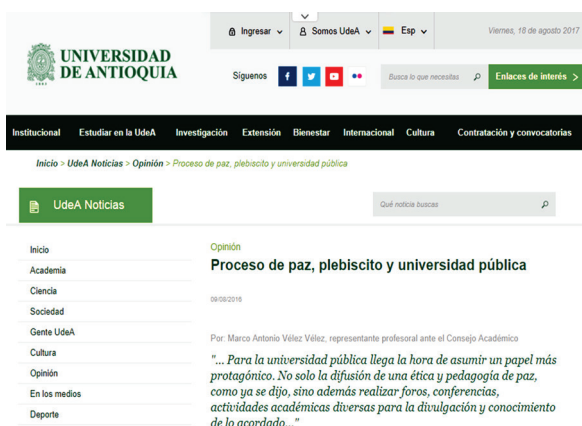 Ingresar
Somos UdeA
Esp
Viernes, 18 de agosto 2017
UNIVERSIDAD
DE ANTIOQUIA
1803
Síguenos
Busca lo que necesitas
Enlaces de interés >
Institucional Estudiar en la UdeA Investigación Extensión Bienestar Internacional Cultura Contratación y convocatorias
Inicio > UdeA Noticias > Opinión > Proceso de paz, plebiscito y universidad pública
UdeA Noticias
Qué noticia buscas
Inicio
Academia
Ciencia
Sociedad
Gente UdeA
Cultura
Opinión
En los medios
Deporte
Opinión
Proceso de paz, plebiscito y universidad pública
09/08/2016
Por: Marco Antonio Vélez Vélez, representante profesoral ante el Consejo Académico
"... Para la universidad pública llega la hora de asumir un papel más
protagónico. No solo la difusión de una ética y pedagogía de paz,
como ya se dijo, sino además realizar foros, conferencias,
actividades académicas diversas para la divulgación y conocimiento
de lo acordado..."